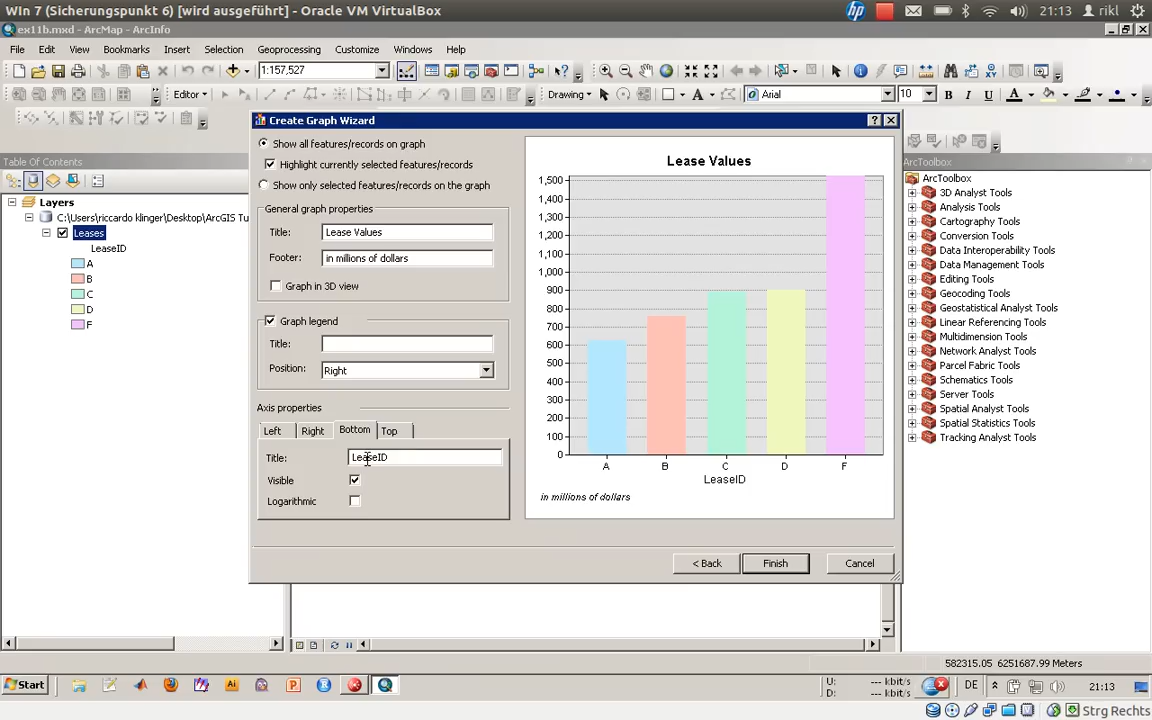 WIn 7 (Sicherungspunkt 6) [wird ausgeführt] - Oracle VM VirtualBox
21:13
rikl
ex11b.mxd - ArcMap - ArcInfo
File Edit View Bookmarks Insert Selection Geoprocessing Customize Windows Help
1:157,527
Editor
Drawing
Arial
10
B I U A
Table Of Contents
Layers
C:\Users\riccardo klinger\Desktop\ArcGIS Tu
Leases
LeaseID
A
B
C
D
F
Create Graph Wizard
Show all features/records on graph
Highlight currently selected features/records
Show only selected features/records on the graph
General graph properties
Title: Lease Values
Footer: in millions of dollars
Graph in 3D view
Graph legend
Title:
Position: Right
Axis properties
Left Right Bottom Top
Title: LeaseID
Visible
Logarithmic
Lease Values
1,500
1,400
1,300
1,200
1,100
1,000
900
800
700
600
500
400
300
200
100
0
A B C D F
LeaseID
in millions of dollars
< Back Finish Cancel
ArcToolbox
ArcToolbox
3D Analyst Tools
Analysis Tools
Cartography Tools
Conversion Tools
Data Interoperability Tools
Data Management Tools
Editing Tools
Geocoding Tools
Geostatistical Analyst Tools
Linear Referencing Tools
Multidimension Tools
Network Analyst Tools
Parcel Fabric Tools
Schematics Tools
Server Tools
Spatial Analyst Tools
Spatial Statistics Tools
Tracking Analyst Tools
582315.05 6251687.99 Meters
Start
U: --- kbit/s
D: --- kbit/s
DE
21:13
Strg Rechts